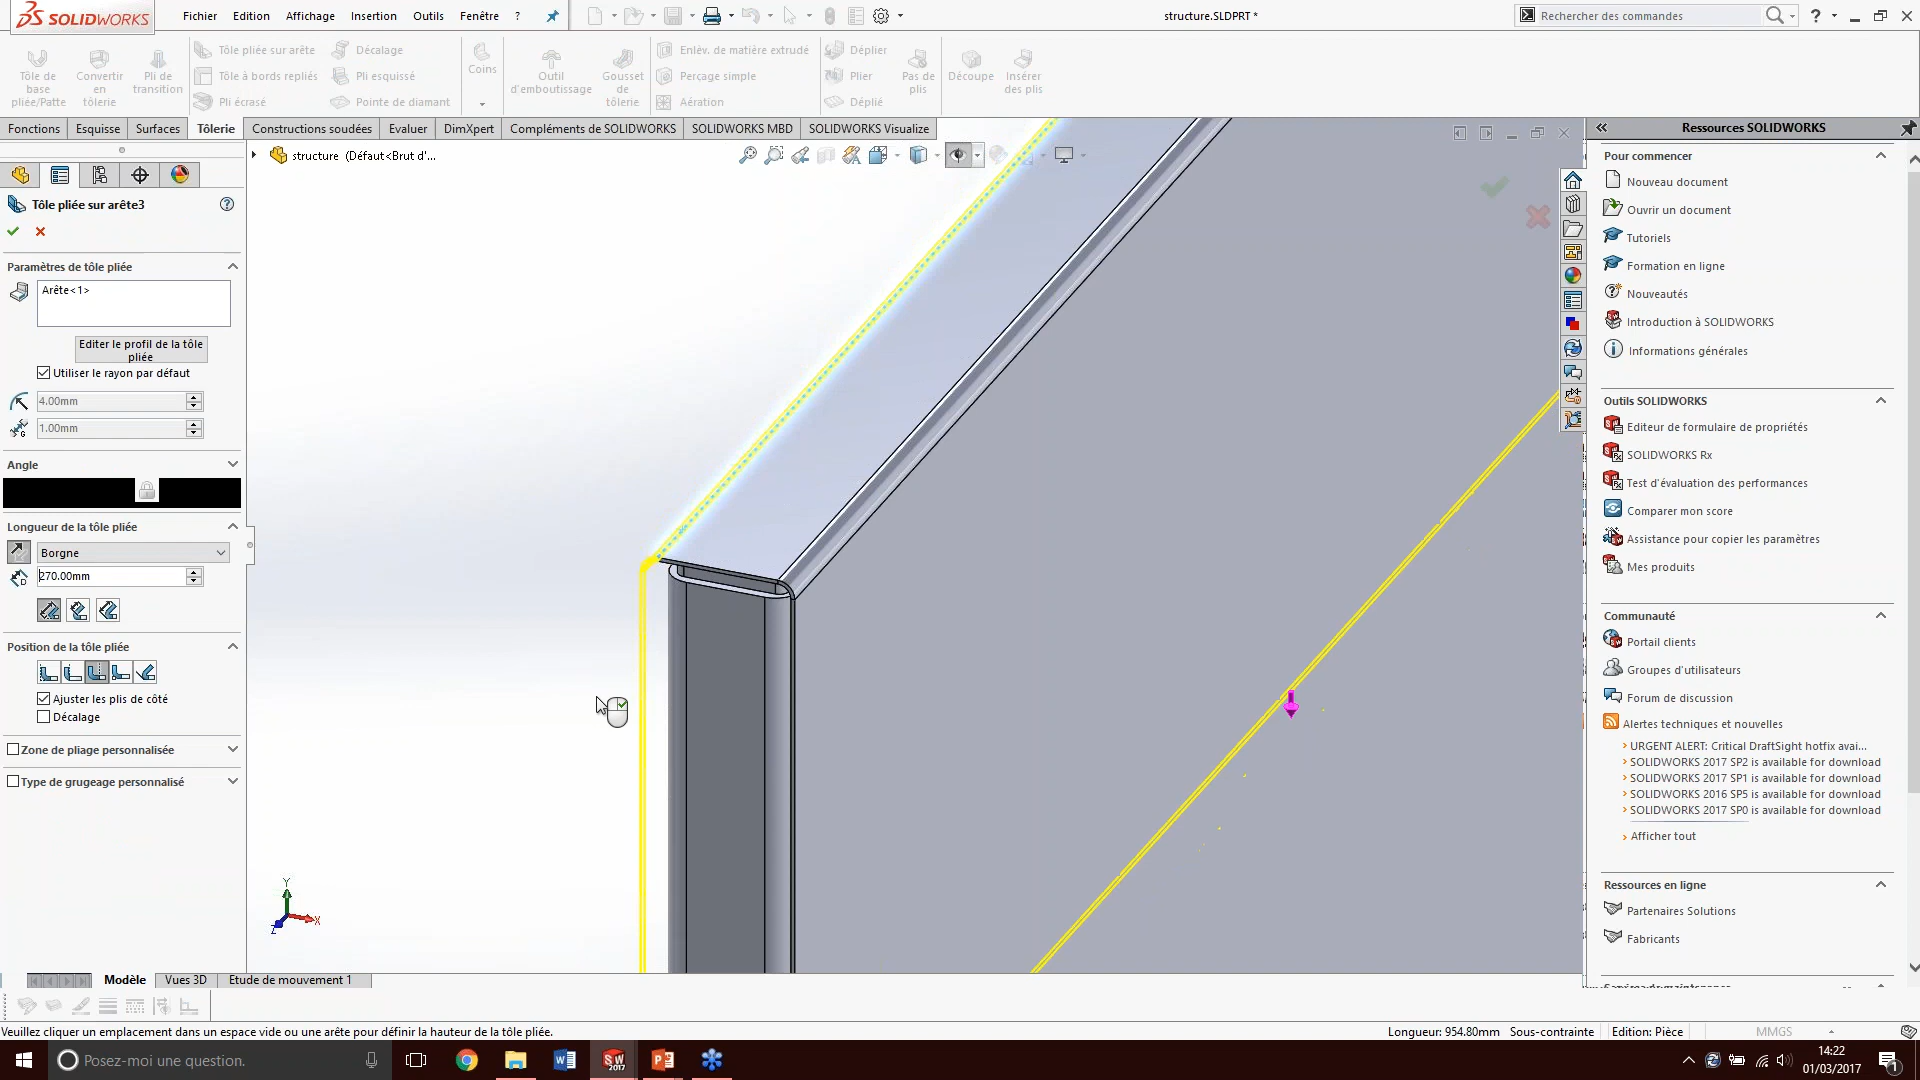 SOLIDWORKS
Fichier Edition Affichage Insertion Outils Fenêtre ?
structure.SLDPRT *
Rechercher des commandes
Tôle de base pliée/Patte
Convertir en tôlerie
Pli de transition
Tôle pliée sur arête
Tôle à bords repliés
Pli écrasé
Décalage
Pli esquissé
Pointe de diamant
Coins
Outil d'emboutissage
Gousset de tôlerie
Enlèv. de matière extrudé
Perçage simple
Aération
Déplier
Plier
Déplié
Pas de plis
Découpe
Insérer des plis
Fonctions Esquisse Surfaces Tôlerie Constructions soudées Evaluer DimXpert Compléments de SOLIDWORKS SOLIDWORKS MBD SOLIDWORKS Visualize
structure (Défaut<Brut d'...
Tôle pliée sur arête3
Paramètres de tôle pliée
Arête<1>
Editer le profil de la tôle
pliée
Utiliser le rayon par défaut
4.00mm
1.00mm
Angle
Longueur de la tôle pliée
Borgne
270.00mm
Position de la tôle pliée
Ajuster les plis de côté
Décalage
Zone de pliage personnalisée
Type de grugeage personnalisé
Y
X
Z
Ressources SOLIDWORKS
Pour commencer
Nouveau document
Ouvrir un document
Tutoriels
Formation en ligne
Nouveautés
Introduction à SOLIDWORKS
Informations générales
Outils SOLIDWORKS
Editeur de formulaire de propriétés
SOLIDWORKS Rx
Test d'évaluation des performances
Comparer mon score
Assistance pour copier les paramètres
Mes produits
Communauté
Portail clients
Groupes d'utilisateurs
Forum de discussion
Alertes techniques et nouvelles
URGENT ALERT: Critical DraftSight hotfix avai...
SOLIDWORKS 2017 SP2 is available for download
SOLIDWORKS 2017 SP1 is available for download
SOLIDWORKS 2016 SP5 is available for download
SOLIDWORKS 2017 SP0 is available for download
Afficher tout
Ressources en ligne
Partenaires Solutions
Fabricants
Modèle Vues 3D Etude de mouvement 1
Veuillez cliquer un emplacement dans un espace vide ou une arête pour définir la hauteur de la tôle pliée.
Longueur: 954.80mm Sous-contrainte Edition: Pièce MMGS
Posez-moi une question.
14:22
01/03/2017